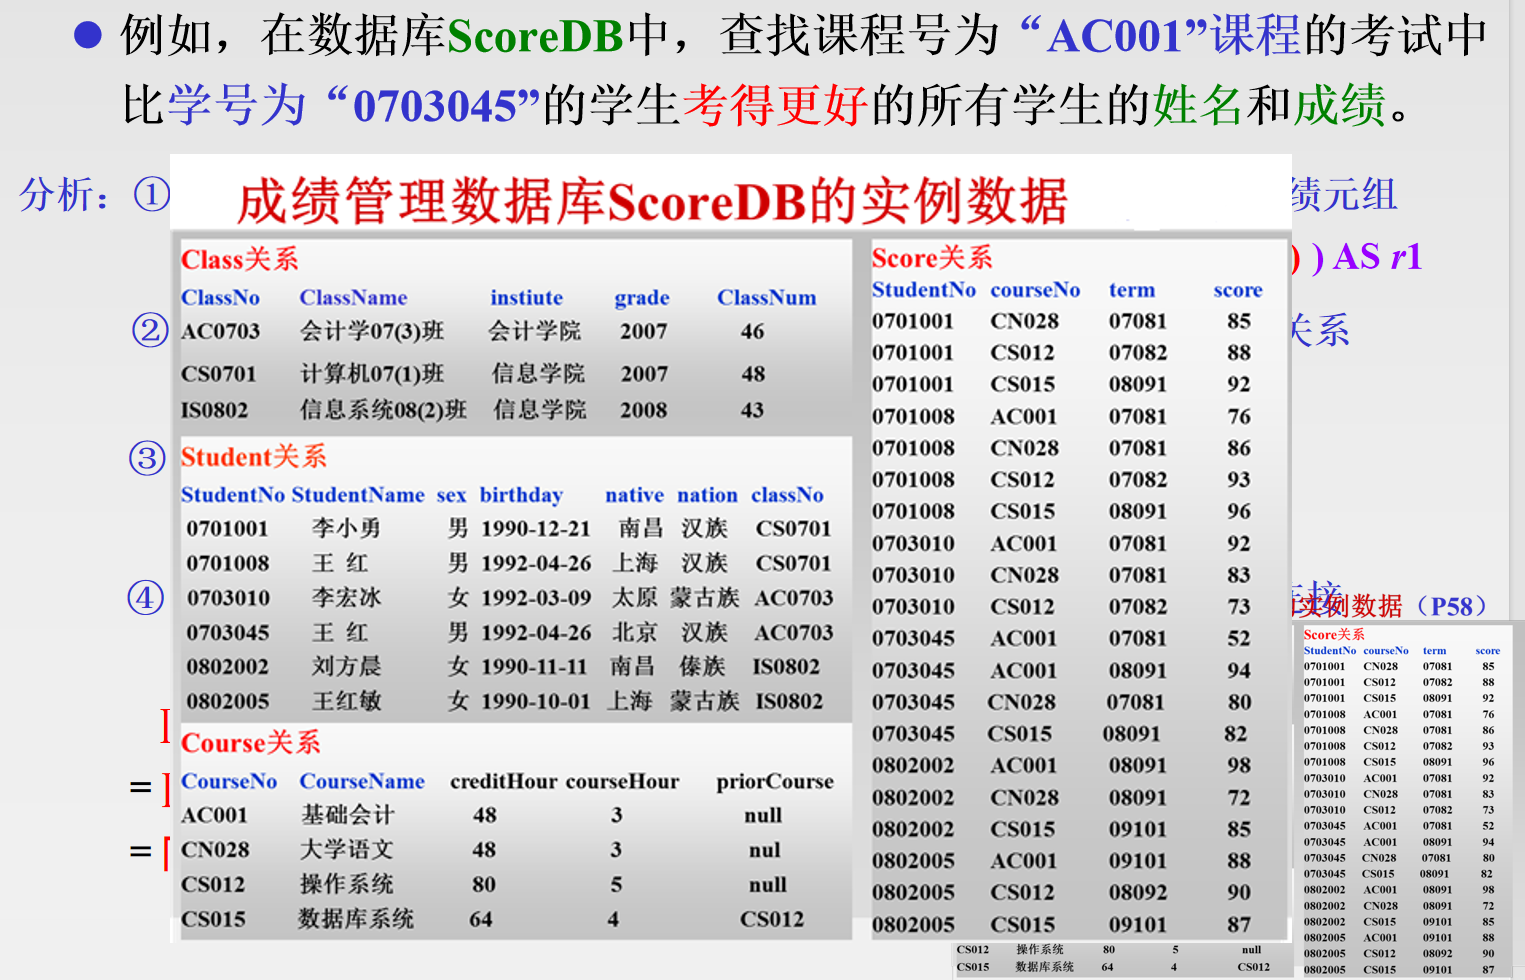 ● 例如，在数据库ScoreDB中，查找课程号为“AC001”课程的考试中
比学号为“0703045”的学生考得更好的所有学生的姓名和成绩。
分析：①
绩元组
) ) AS r1
②
关系
③
④
连接
=
=
成绩管理数据库ScoreDB的实例数据
Class关系
ClassNo ClassName instiute grade ClassNum
AC0703 会计学07(3)班 会计学院 2007 46
CS0701 计算机07(1)班 信息学院 2007 48
IS0802 信息系统08(2)班 信息学院 2008 43
Student关系
StudentNo StudentName sex birthday native nation classNo
0701001 李小勇 男 1990-12-21 南昌 汉族 CS0701
0701008 王 红 男 1992-04-26 上海 汉族 CS0701
0703010 李宏冰 女 1992-03-09 太原 蒙古族 AC0703
0703045 王 红 男 1992-04-26 北京 汉族 AC0703
0802002 刘方晨 女 1990-11-11 南昌 傣族 IS0802
0802005 王红敏 女 1990-10-01 上海 蒙古族 IS0802
Course关系
CourseNo CourseName creditHour courseHour priorCourse
AC001 基础会计 48 3 null
CN028 大学语文 48 3 nul
CS012 操作系统 80 5 null
CS015 数据库系统 64 4 CS012
Score关系
StudentNo courseNo term score
0701001 CN028 07081 85
0701001 CS012 07082 88
0701001 CS015 08091 92
0701008 AC001 07081 76
0701008 CN028 07081 86
0701008 CS012 07082 93
0701008 CS015 08091 96
0703010 AC001 07081 92
0703010 CN028 07081 83
0703010 CS012 07082 73
0703045 AC001 07081 52
0703045 AC001 08091 94
0703045 CN028 07081 80
0703045 CS015 08091 82
0802002 AC001 08091 98
0802002 CN028 08091 72
0802002 CS015 09101 85
0802005 AC001 09101 88
0802005 CS012 08092 90
0802005 CS015 09101 87
实例数据（P58）
Score关系
StudentNo courseNo term score
0701001 CN028 07081 85
0701001 CS012 07082 88
0701001 CS015 08091 92
0701008 AC001 07081 76
0701008 CN028 07081 86
0701008 CS012 07082 93
0701008 CS015 08091 96
0703010 AC001 07081 92
0703010 CN028 07081 83
0703010 CS012 07082 73
0703045 AC001 07081 52
0703045 AC001 08091 94
0703045 CN028 07081 80
0703045 CS015 08091 82
0802002 AC001 08091 98
0802002 CN028 08091 72
0802002 CS015 09101 85
0802005 AC001 09101 88
0802005 CS012 08092 90
0802005 CS015 09101 87
CS012 操作系统 80 5 null
CS015 数据库系统 64 4 CS012